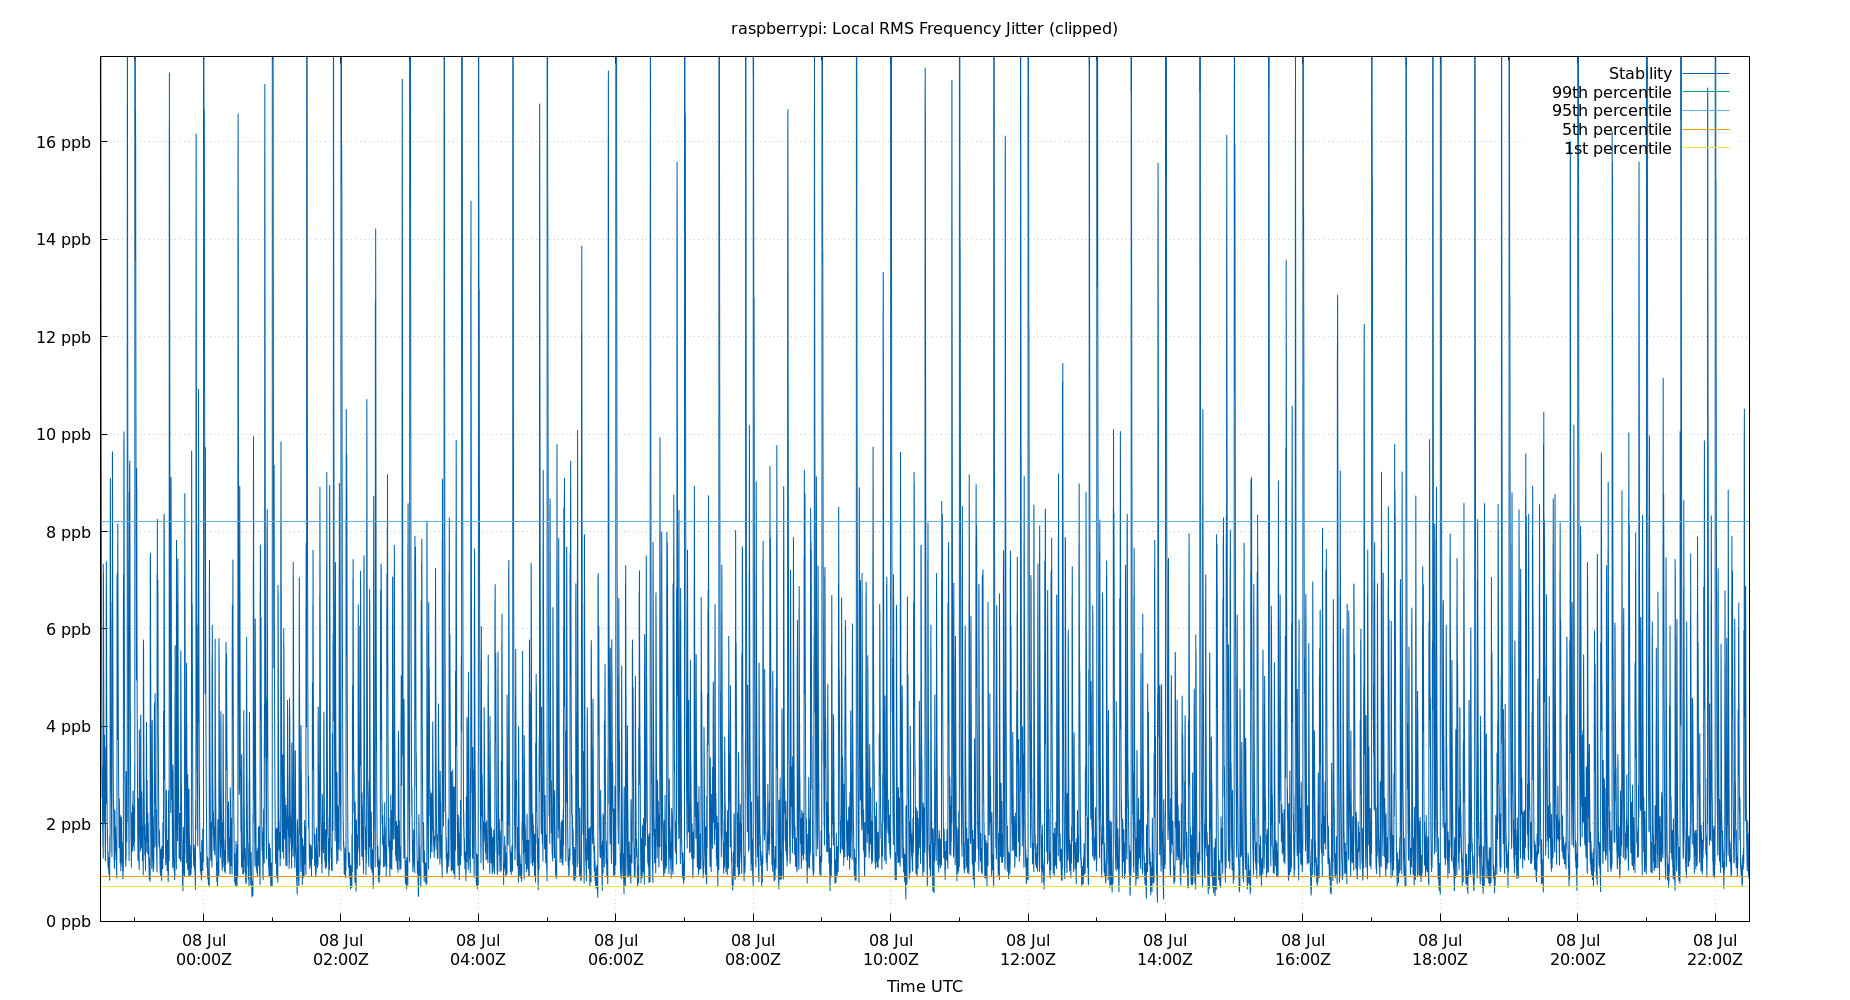 raspberrypi: Local RMS Frequency Jitter (clipped)
Stability
99th percentile
95th percentile
5th percentile
1st percentile
16 ppb
14 ppb
12 ppb
10 ppb
8 ppb
6 ppb
4 ppb
2 ppb
0 ppb
08 Jul 08 Jul 08 Jul 08 Jul 08 Jul 08 Jul 08 Jul 08 Jul 08 Jul 08 Jul 08 Jul 08 Jul
00:00Z 02:00Z 04:00Z 06:00Z 08:00Z 10:00Z 12:00Z 14:00Z 16:00Z 18:00Z 20:00Z 22:00Z
Time UTC